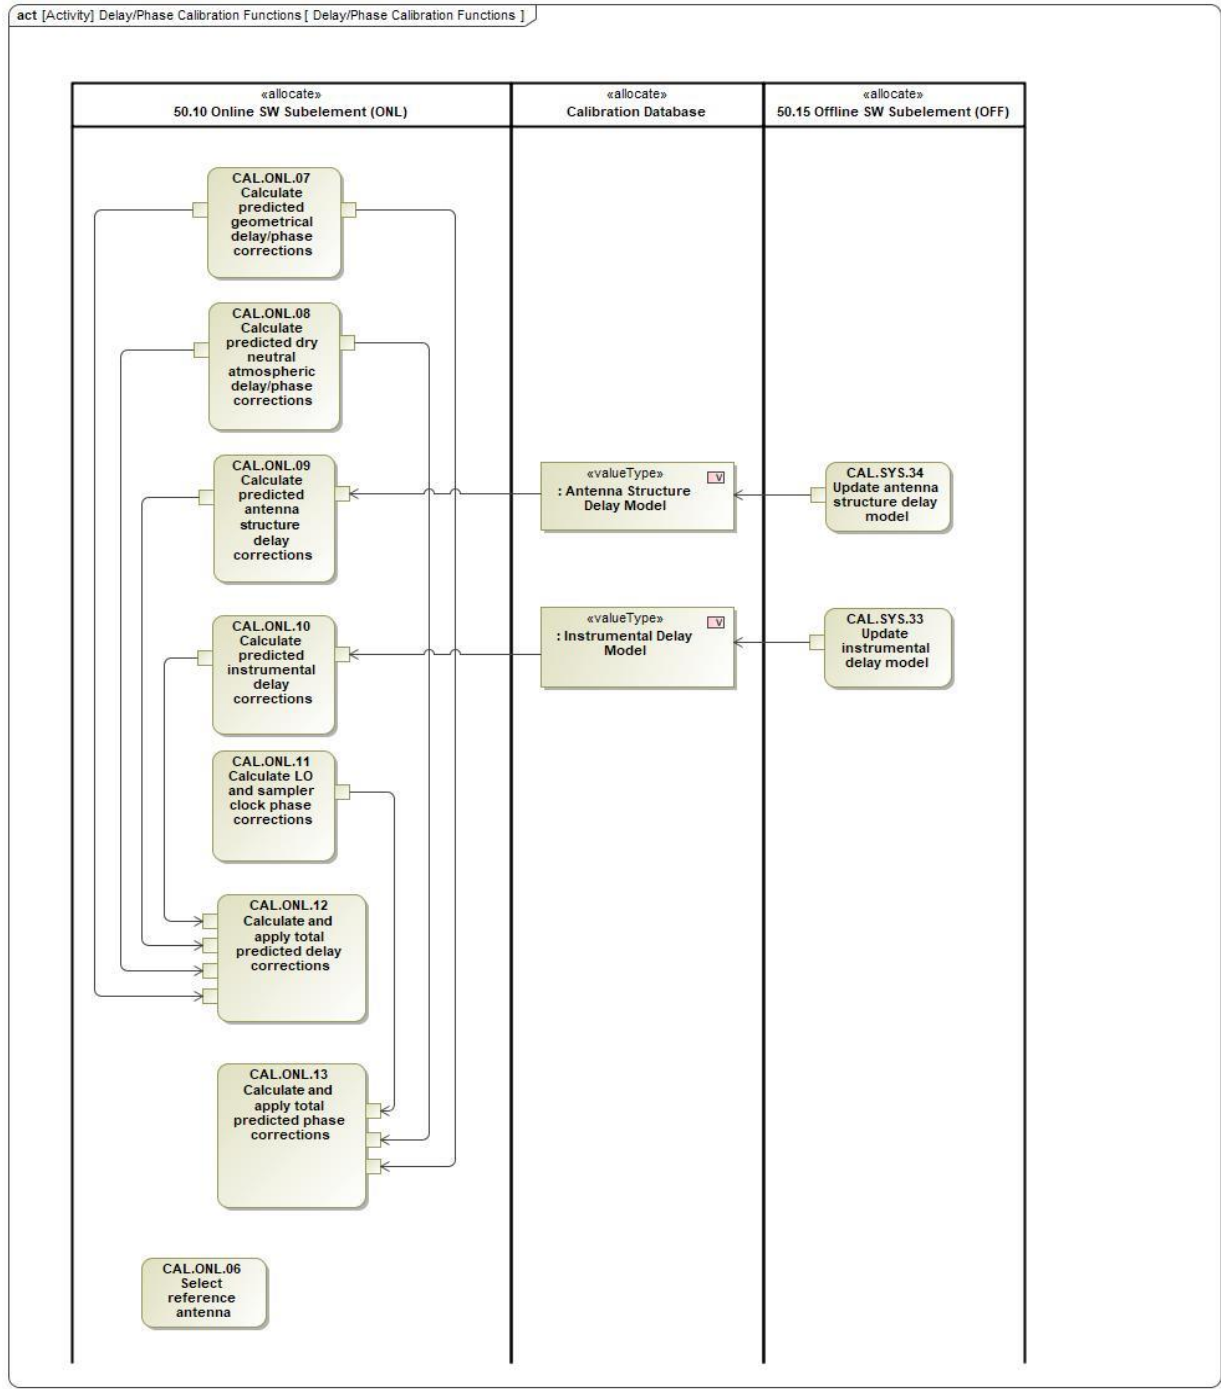 act [Activity] Delay/Phase Calibration Functions [ Delay/Phase Calibration Functions ]
«allocate»
50.10 Online SW Subelement (ONL)
«allocate»
Calibration Database
«allocate»
50.15 Offline SW Subelement (OFF)
CAL.ONL.07
Calculate
predicted
geometrical
delay/phase
corrections
CAL.ONL.08
Calculate
predicted dry
neutral
atmospheric
delay/phase
corrections
CAL.ONL.09
Calculate
predicted
antenna
structure
delay
corrections
«valueType»
V
: Antenna Structure
Delay Model
CAL.SYS.34
Update antenna
structure delay
model
CAL.ONL.10
Calculate
predicted
instrumental
delay
corrections
«valueType»
V
: Instrumental Delay
Model
CAL.SYS.33
Update
instrumental
delay model
CAL.ONL.11
Calculate LO
and sampler
clock phase
corrections
CAL.ONL.12
Calculate and
apply total
predicted delay
corrections
CAL.ONL.13
Calculate and
apply total
predicted phase
corrections
CAL.ONL.06
Select
reference
antenna